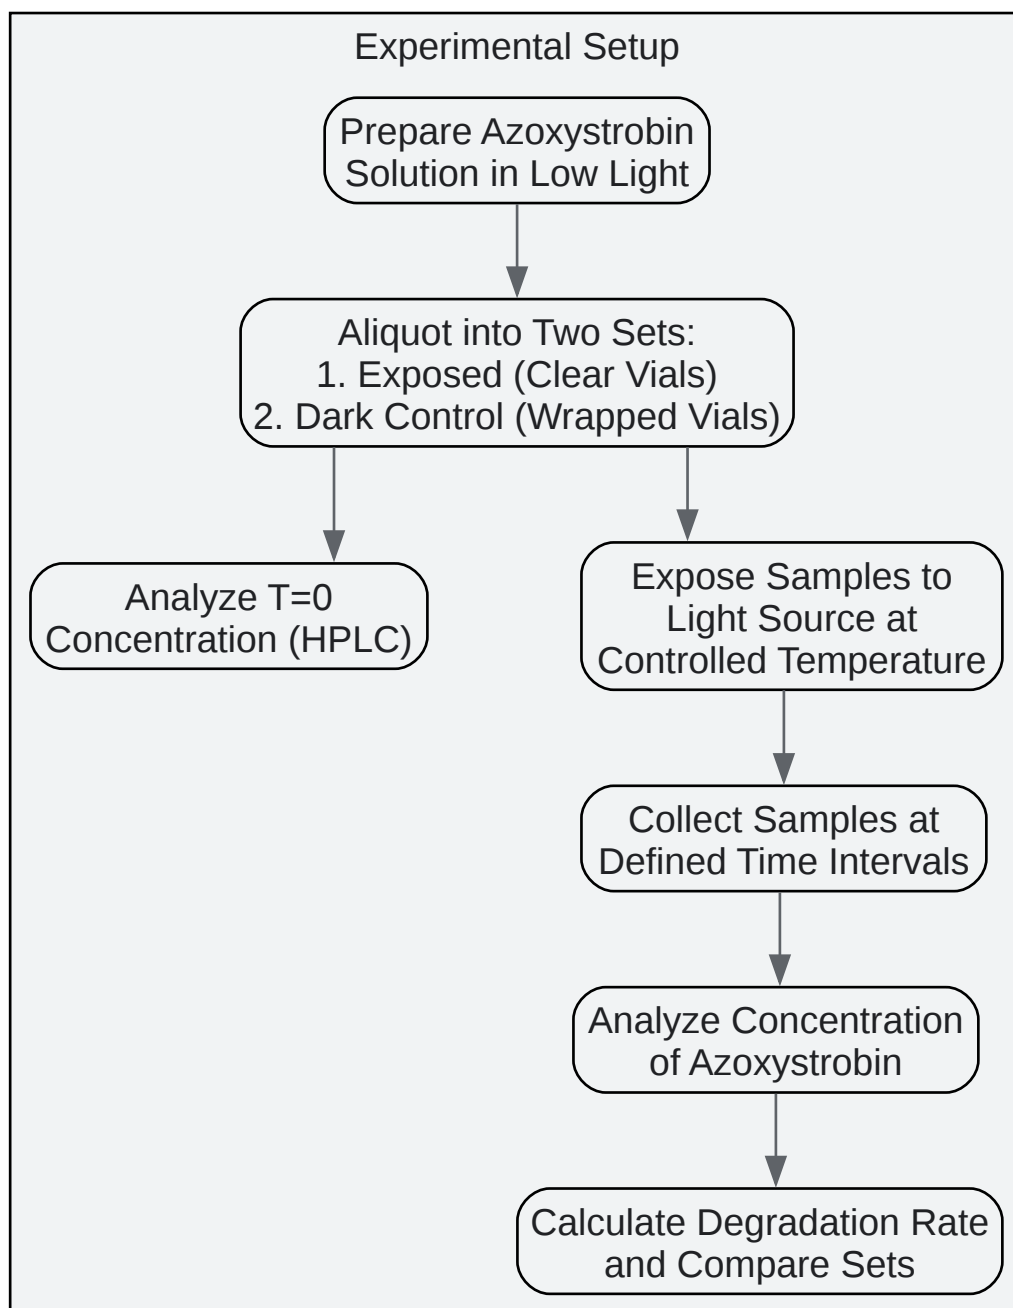 Experimental Setup
Prepare Azoxystrobin
Solution in Low Light
Aliquot into Two Sets:
1. Exposed (Clear Vials)
2. Dark Control (Wrapped Vials)
Analyze T=0
Concentration (HPLC)
Expose Samples to
Light Source at
Controlled Temperature
Collect Samples at
Defined Time Intervals
Analyze Concentration
of Azoxystrobin
Calculate Degradation Rate
and Compare Sets